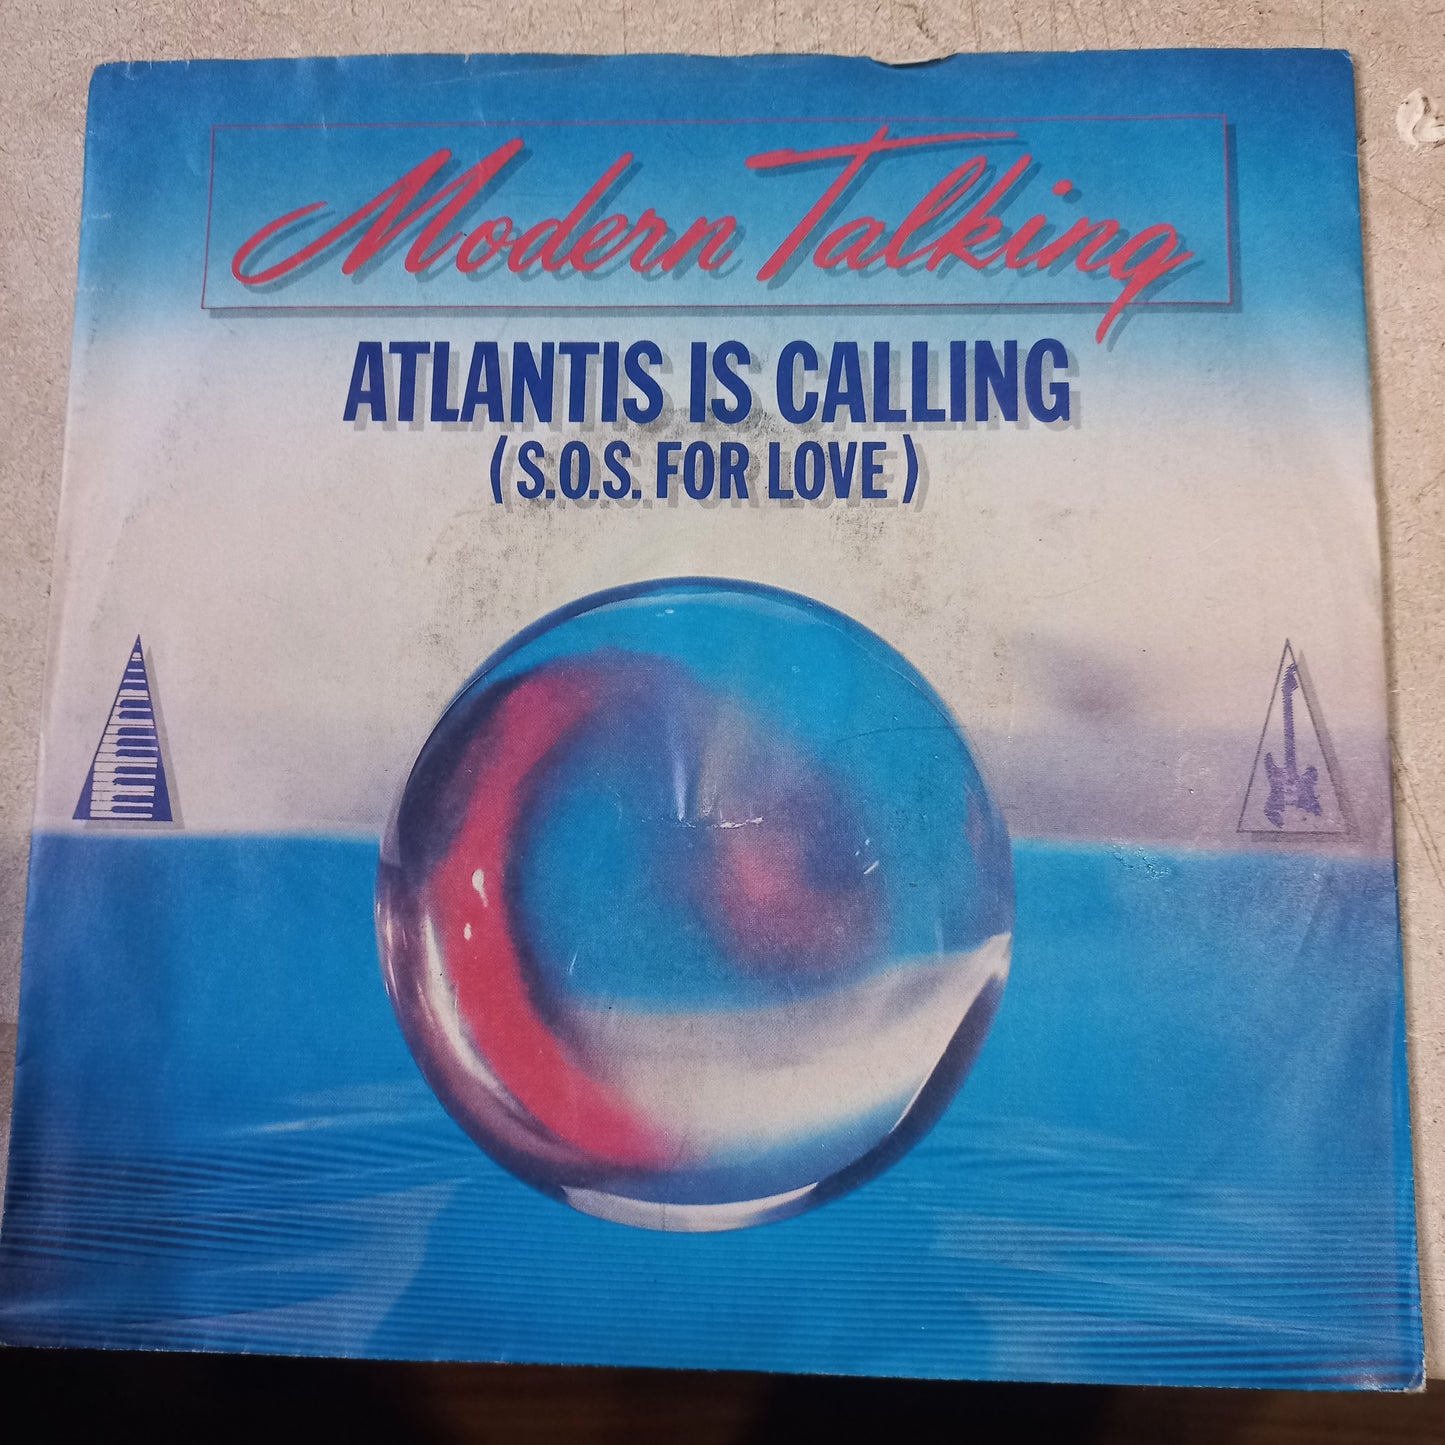 Modern Talking
ATLANTIS IS CALLING
(S.O.S. FOR LOVE)